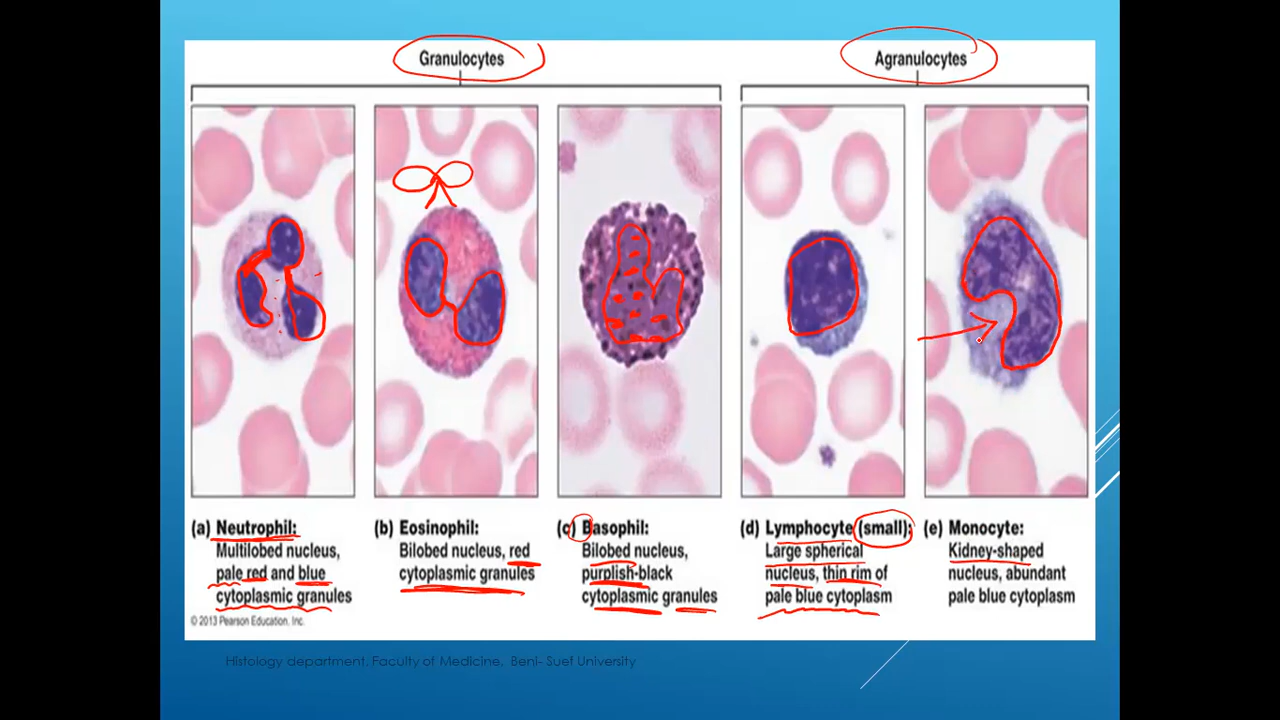 Granulocytes
Agranulocytes
(a) Neutrophil:
Multilobed nucleus,
pale red and blue
cytoplasmic granules
(b) Eosinophil:
Bilobed nucleus, red
cytoplasmic granules
(c) Basophil:
Bilobed nucleus,
purplish-black
cytoplasmic granules
(d) Lymphocyte (small):
Large spherical
nucleus, thin rim of
pale blue cytoplasm
(e) Monocyte:
Kidney-shaped
nucleus, abundant
pale blue cytoplasm
© 2013 Pearson Education, Inc.
Histology department, Faculty of Medicine, Beni- Suef University